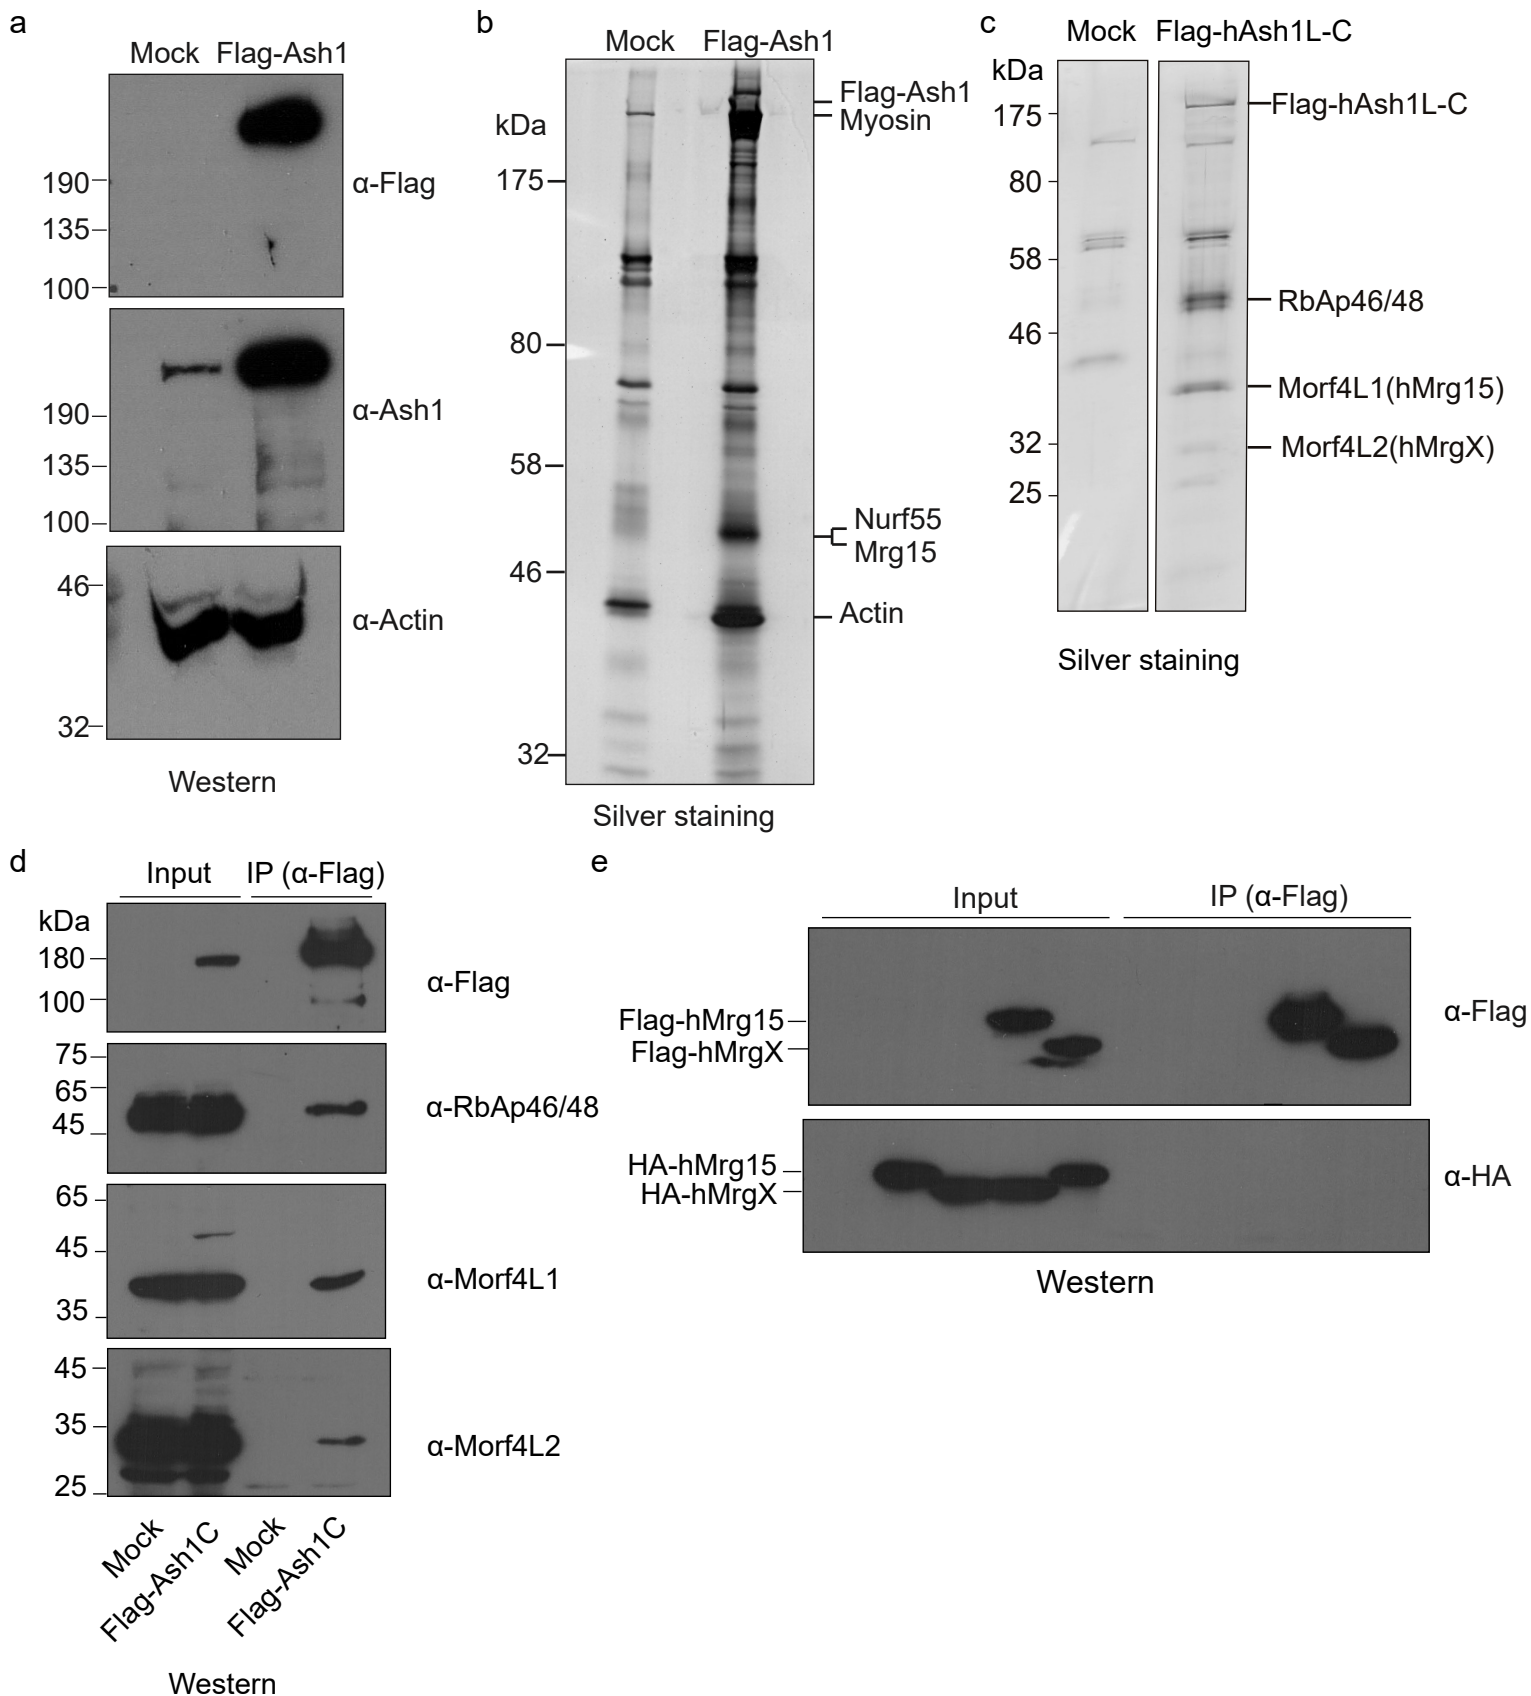 a
Mock Flag-Ash1
190
135
100
α-Flag
190
135
100
α-Ash1
46
32
α-Actin
Western
b
Mock Flag-Ash1
kDa
175
80
58
46
32
Flag-Ash1
Myosin
Nurf55
Mrg15
Actin
Silver staining
c
Mock Flag-hAsh1L-C
kDa
175
80
58
46
32
25
Flag-hAsh1L-C
RbAp46/48
Morf4L1(hMrg15)
Morf4L2(hMrgX)
Silver staining
d
Input IP (α-Flag)
kDa
180
100
α-Flag
75
65
45
α-RbAp46/48
65
45
35
α-Morf4L1
45
35
25
α-Morf4L2
Mock
Flag-Ash1C
Mock
Flag-Ash1C
Western
e
Input IP (α-Flag)
Flag-hMrg15
Flag-hMrgX
α-Flag
HA-hMrg15
HA-hMrgX
α-HA
Western